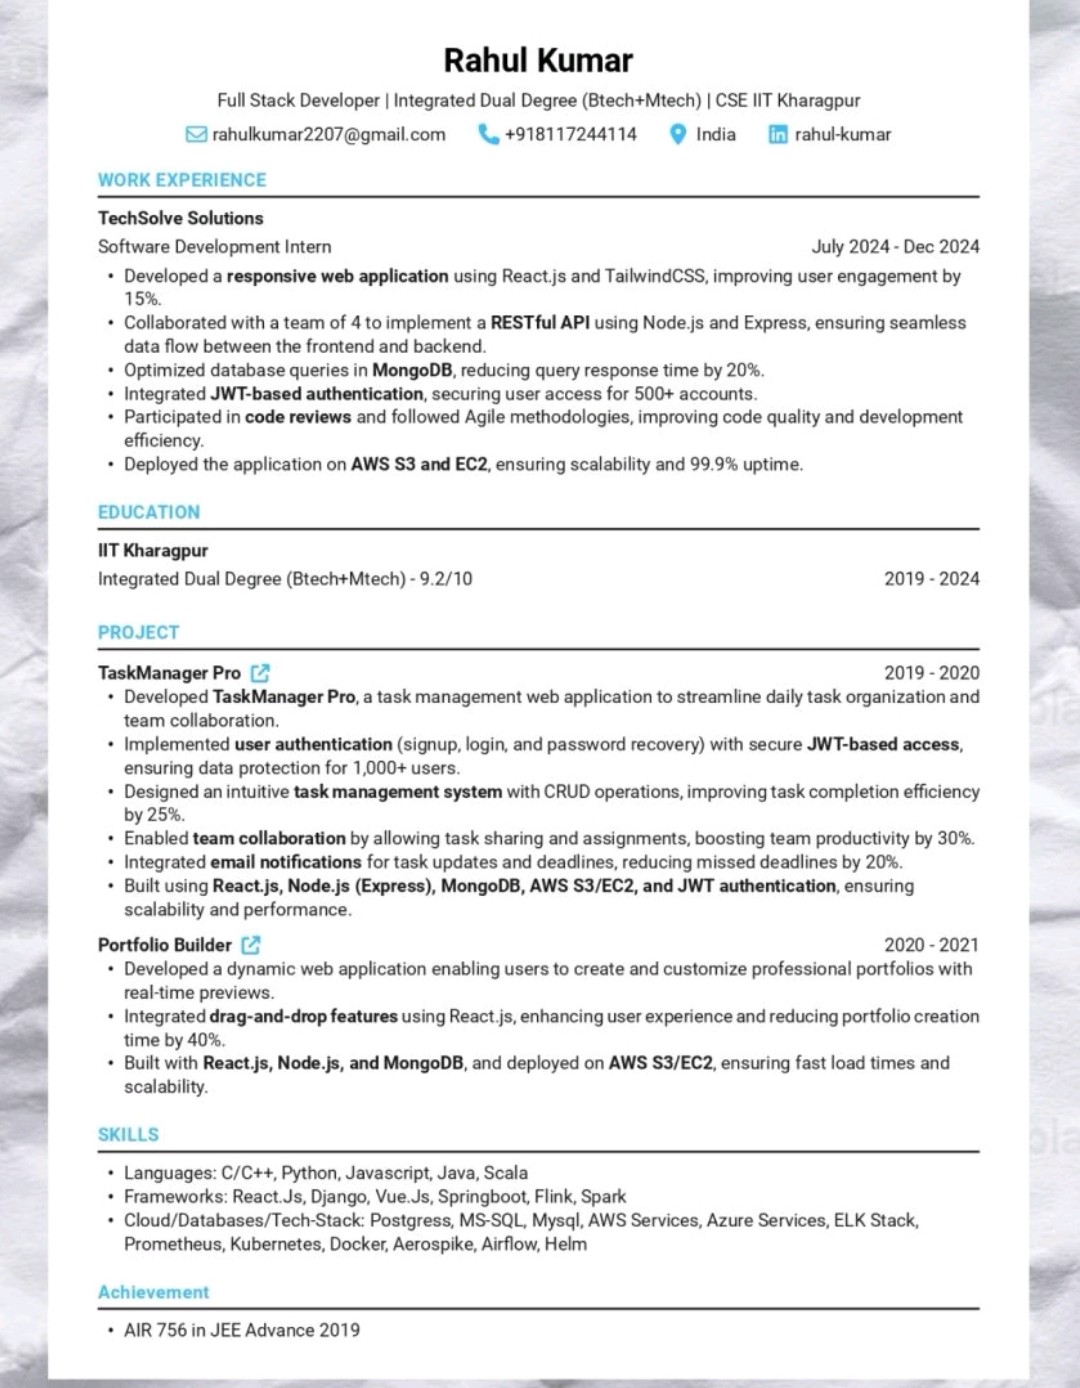 Rahul Kumar
Full Stack Developer | Integrated Dual Degree (Btech+Mtech) | CSE IIT Kharagpur
rahulkumar2207@gmail.com +918117244114 India rahul-kumar
WORK EXPERIENCE
TechSolve Solutions
Software Development Intern July 2024 - Dec 2024
• Developed a responsive web application using React.js and TailwindCSS, improving user engagement by
15%.
• Collaborated with a team of 4 to implement a RESTful API using Node.js and Express, ensuring seamless
data flow between the frontend and backend.
• Optimized database queries in MongoDB, reducing query response time by 20%.
• Integrated JWT-based authentication, securing user access for 500+ accounts.
• Participated in code reviews and followed Agile methodologies, improving code quality and development
efficiency.
• Deployed the application on AWS S3 and EC2, ensuring scalability and 99.9% uptime.
EDUCATION
IIT Kharagpur
Integrated Dual Degree (Btech+Mtech) - 9.2/10 2019 - 2024
PROJECT
TaskManager Pro 2019 - 2020
• Developed TaskManager Pro, a task management web application to streamline daily task organization and
team collaboration.
• Implemented user authentication (signup, login, and password recovery) with secure JWT-based access,
ensuring data protection for 1,000+ users.
• Designed an intuitive task management system with CRUD operations, improving task completion efficiency
by 25%.
• Enabled team collaboration by allowing task sharing and assignments, boosting team productivity by 30%.
• Integrated email notifications for task updates and deadlines, reducing missed deadlines by 20%.
• Built using React.js, Node.js (Express), MongoDB, AWS S3/EC2, and JWT authentication, ensuring
scalability and performance.
Portfolio Builder 2020 - 2021
• Developed a dynamic web application enabling users to create and customize professional portfolios with
real-time previews.
• Integrated drag-and-drop features using React.js, enhancing user experience and reducing portfolio creation
time by 40%.
• Built with React.js, Node.js, and MongoDB, and deployed on AWS S3/EC2, ensuring fast load times and
scalability.
SKILLS
• Languages: C/C++, Python, Javascript, Java, Scala
• Frameworks: React.Js, Django, Vue.Js, Springboot, Flink, Spark
• Cloud/Databases/Tech-Stack: Postgress, MS-SQL, Mysql, AWS Services, Azure Services, ELK Stack,
Prometheus, Kubernetes, Docker, Aerospike, Airflow, Helm
Achievement
• AIR 756 in JEE Advance 2019